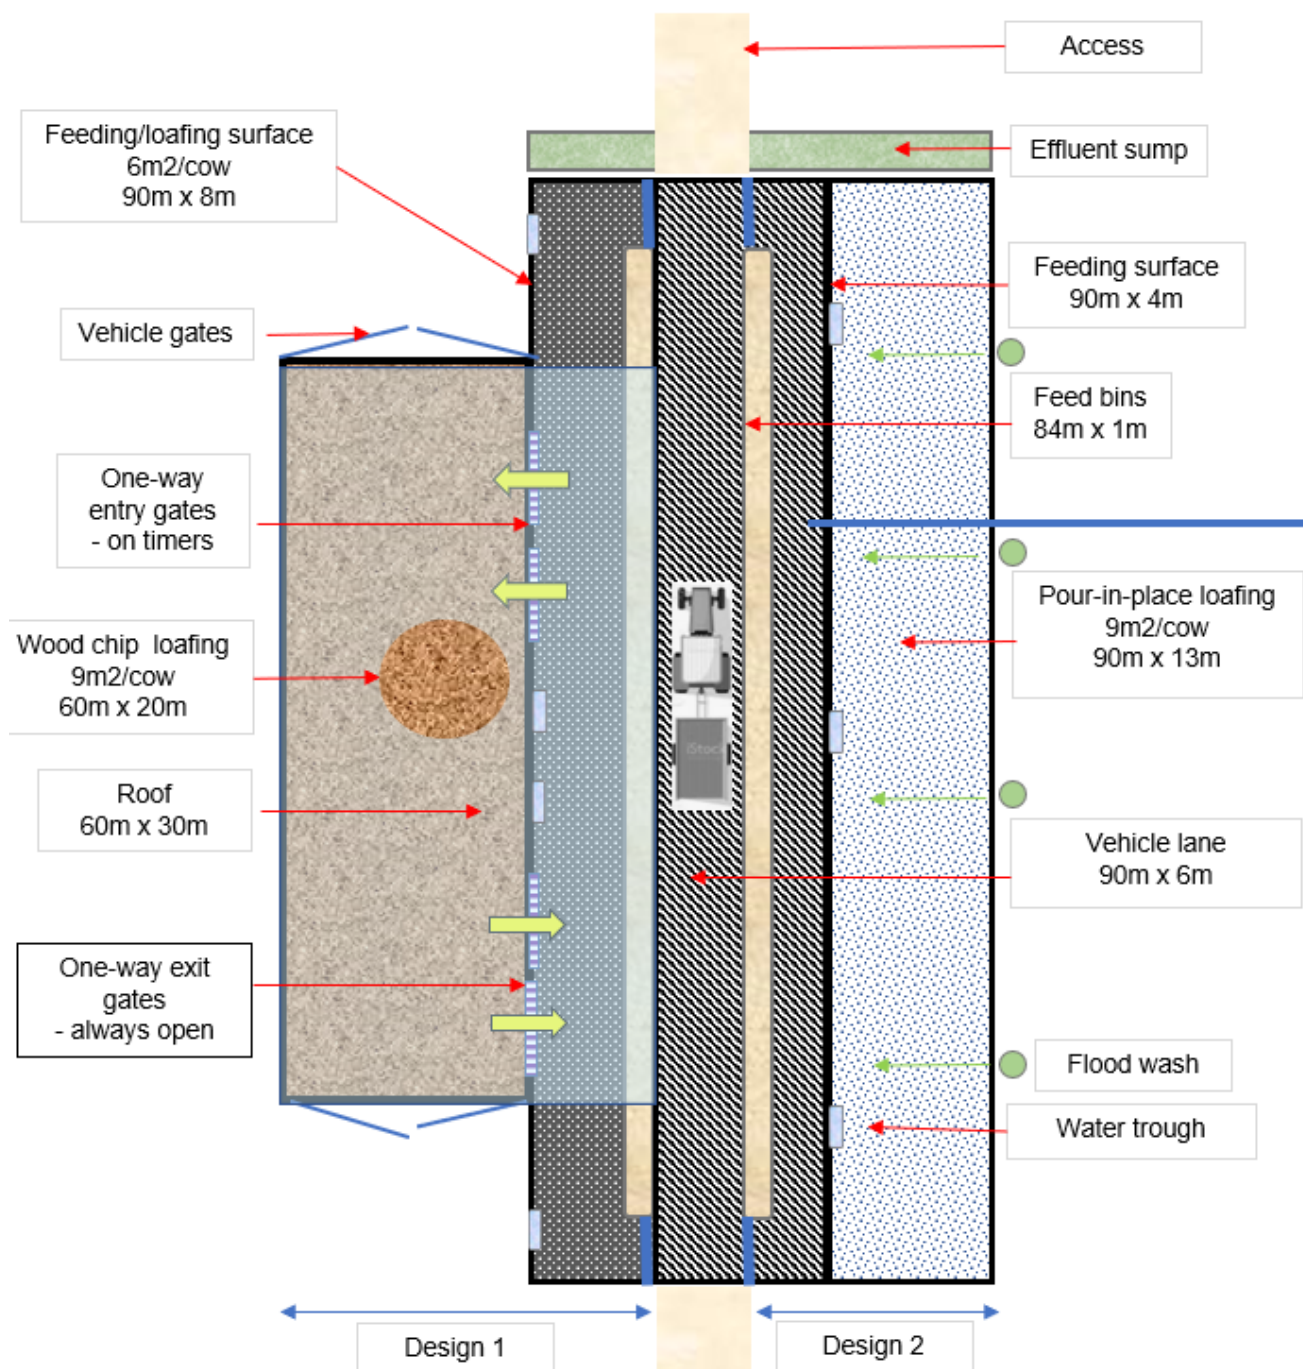 Access
Feeding/loafing surface
6m2/cow
90m x 8m
Effluent sump
Feeding surface
90m x 4m
Vehicle gates
Feed bins
84m x 1m
One-way
entry gates
- on timers
Pour-in-place loafing
9m2/cow
90m x 13m
Wood chip loafing
9m2/cow
60m x 20m
iStock
Roof
60m x 30m
Vehicle lane
90m x 6m
One-way exit
gates
- always open
Flood wash
Water trough
Design 1
Design 2